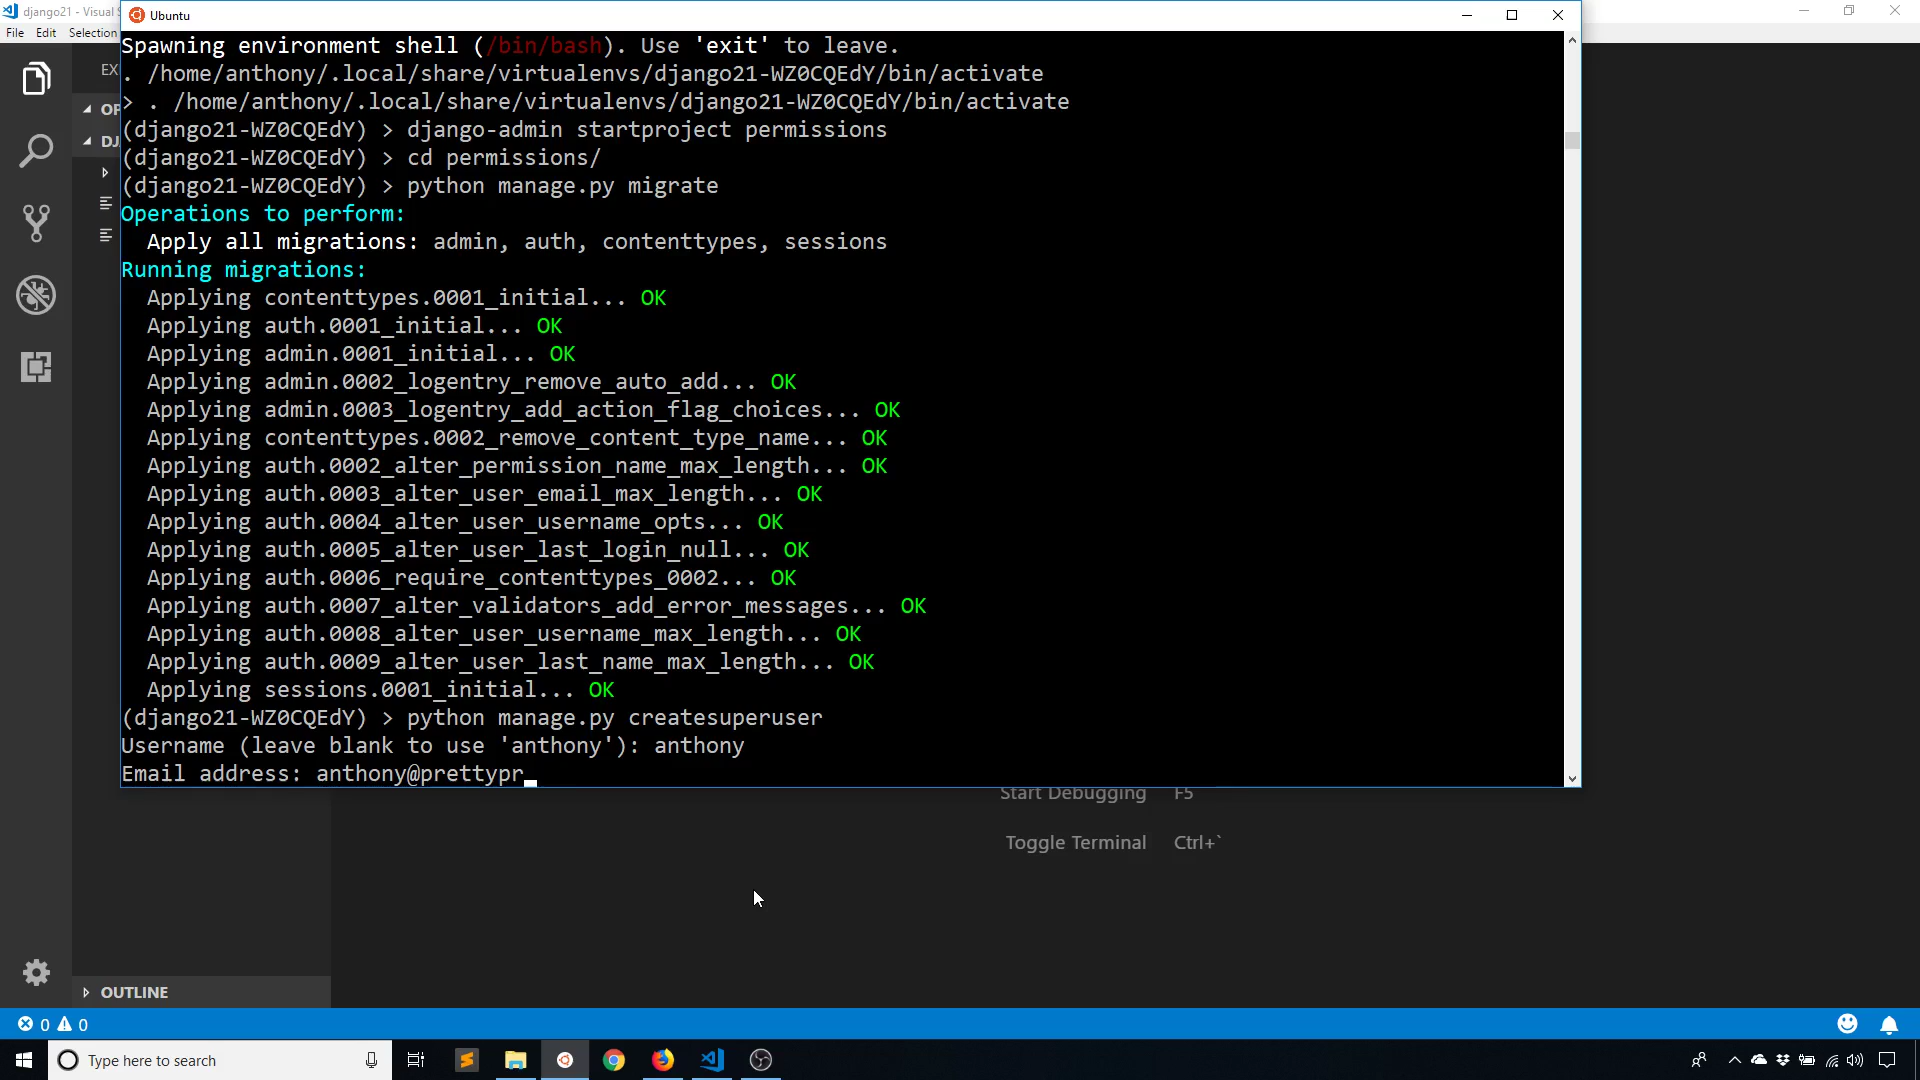 django21 - Visual S
Ubuntu
File Edit Selection
Spawning environment shell (/bin/bash). Use 'exit' to leave.
EX
. /home/anthony/.local/share/virtualenvs/django21-WZ0CQEdY/bin/activate
> . /home/anthony/.local/share/virtualenvs/django21-WZ0CQEdY/bin/activate
OP
(django21-WZ0CQEdY) > django-admin startproject permissions
DJ
(django21-WZ0CQEdY) > cd permissions/
(django21-WZ0CQEdY) > python manage.py migrate
Operations to perform:
Apply all migrations: admin, auth, contenttypes, sessions
Running migrations:
Applying contenttypes.0001_initial... OK
Applying auth.0001_initial... OK
Applying admin.0001_initial... OK
Applying admin.0002_logentry_remove_auto_add... OK
Applying admin.0003_logentry_add_action_flag_choices... OK
Applying contenttypes.0002_remove_content_type_name... OK
Applying auth.0002_alter_permission_name_max_length... OK
Applying auth.0003_alter_user_email_max_length... OK
Applying auth.0004_alter_user_username_opts... OK
Applying auth.0005_alter_user_last_login_null... OK
Applying auth.0006_require_contenttypes_0002... OK
Applying auth.0007_alter_validators_add_error_messages... OK
Applying auth.0008_alter_user_username_max_length... OK
Applying auth.0009_alter_user_last_name_max_length... OK
Applying sessions.0001_initial... OK
(django21-WZ0CQEdY) > python manage.py createsuperuser
Username (leave blank to use 'anthony'): anthony
Email address: anthony@prettypr
Start Debugging F5
Toggle Terminal Ctrl+`
OUTLINE
0 0
Type here to search